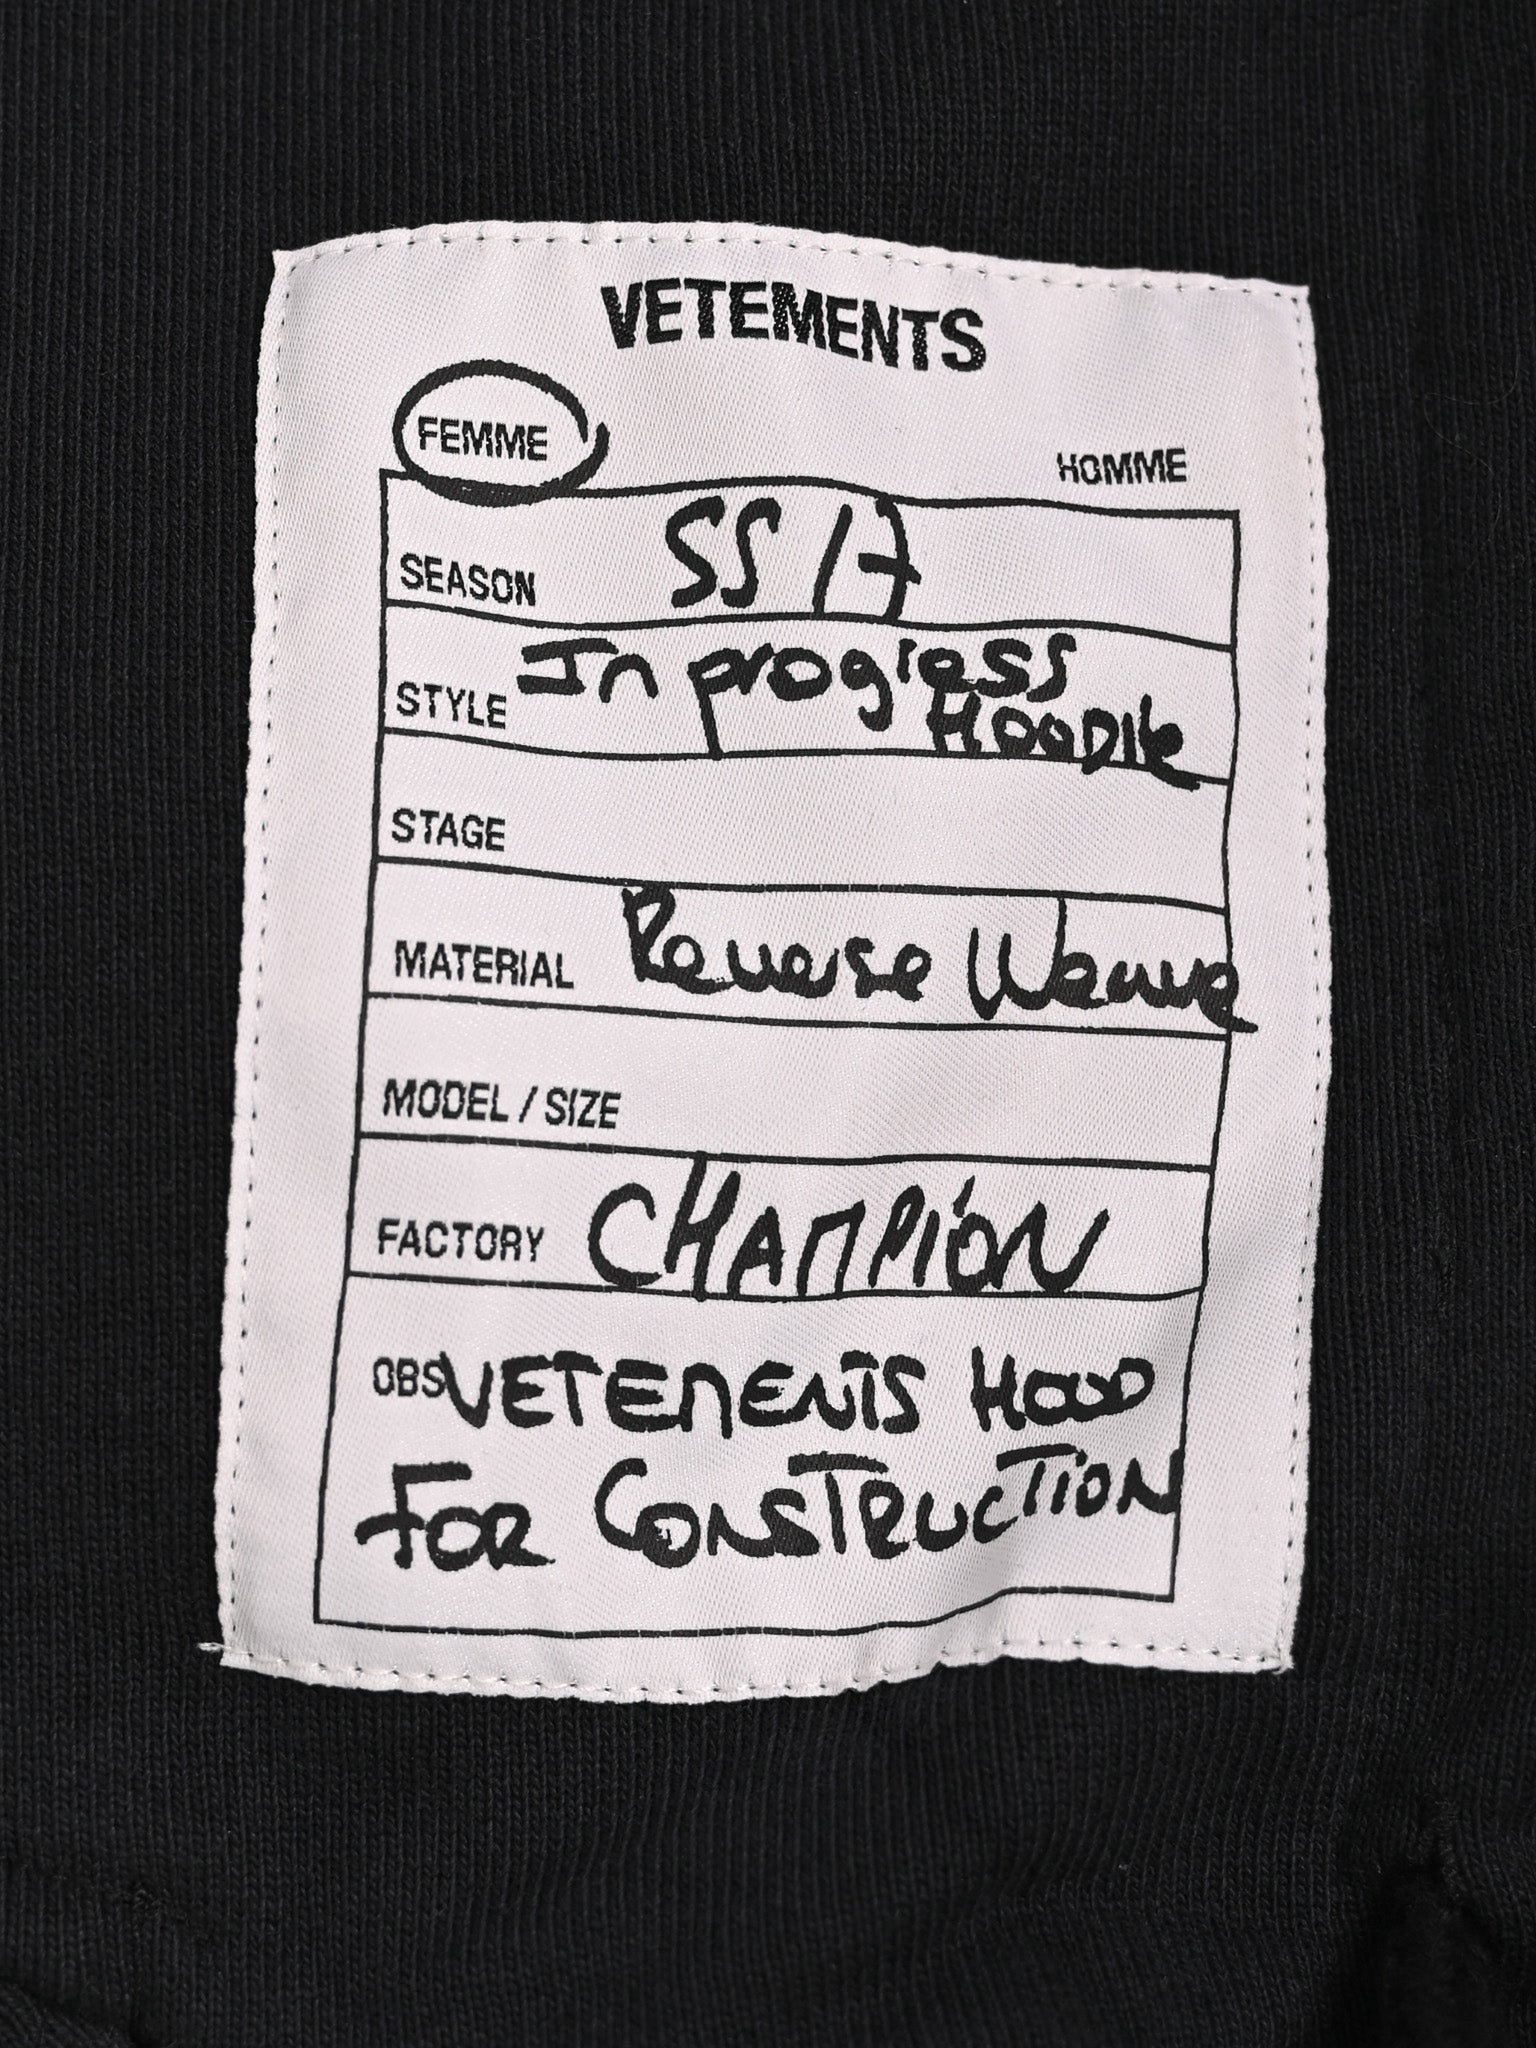 VETEMENTS
FEMME HOMME
SEASON SS17
STYLE In progress
HOODIE
STAGE
MATERIAL Reverse Weave
MODEL / SIZE
FACTORY CHAMPION
OBS VETEMENTS HOOD
FOR CONSTRUCTION